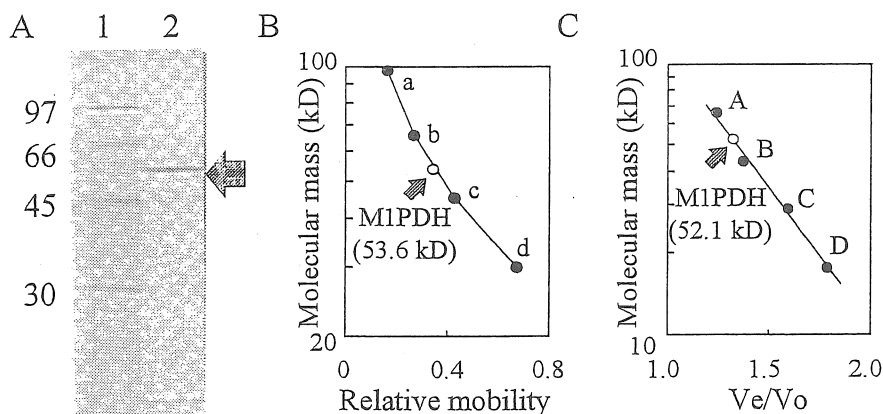 A
1 2
97
66
45
30
B
100
20
Molecular mass (kD)
a
b
c
d
M1PDH
(53.6 kD)
0 0.4 0.8
Relative mobility
C
100
10
Molecular mass (kD)
A
B
C
D
M1PDH
(52.1 kD)
1.0 1.5 2.0
Ve/Vo